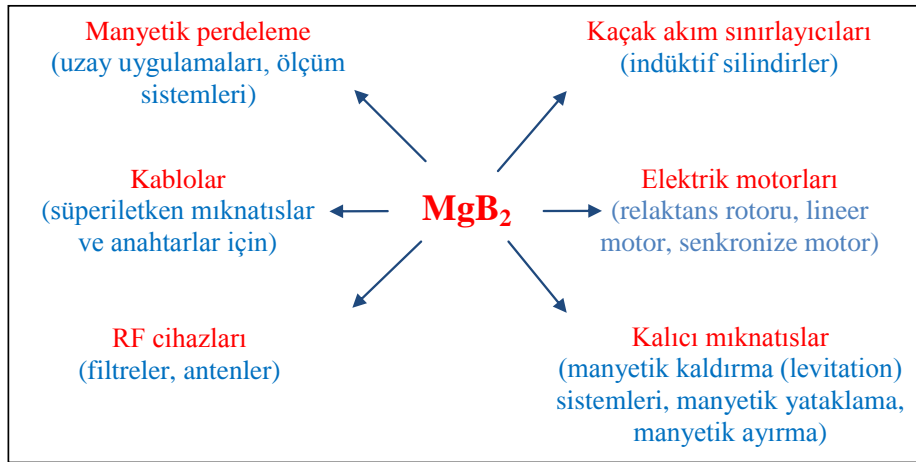 Manyetik perdeleme
(uzay uygulamaları, ölçüm
sistemleri)
Kaçak akım sınırlayıcıları
(indüktif silindirler)
Kablolar
(süperiletken mıknatıslar
ve anahtarlar için)
MgB₂
Elektrik motorları
(relaktans rotoru, lineer
motor, senkronize motor)
RF cihazları
(filtreler, antenler)
Kalıcı mıknatıslar
(manyetik kaldırma (levitation)
sistemleri, manyetik yataklama,
manyetik ayırma)